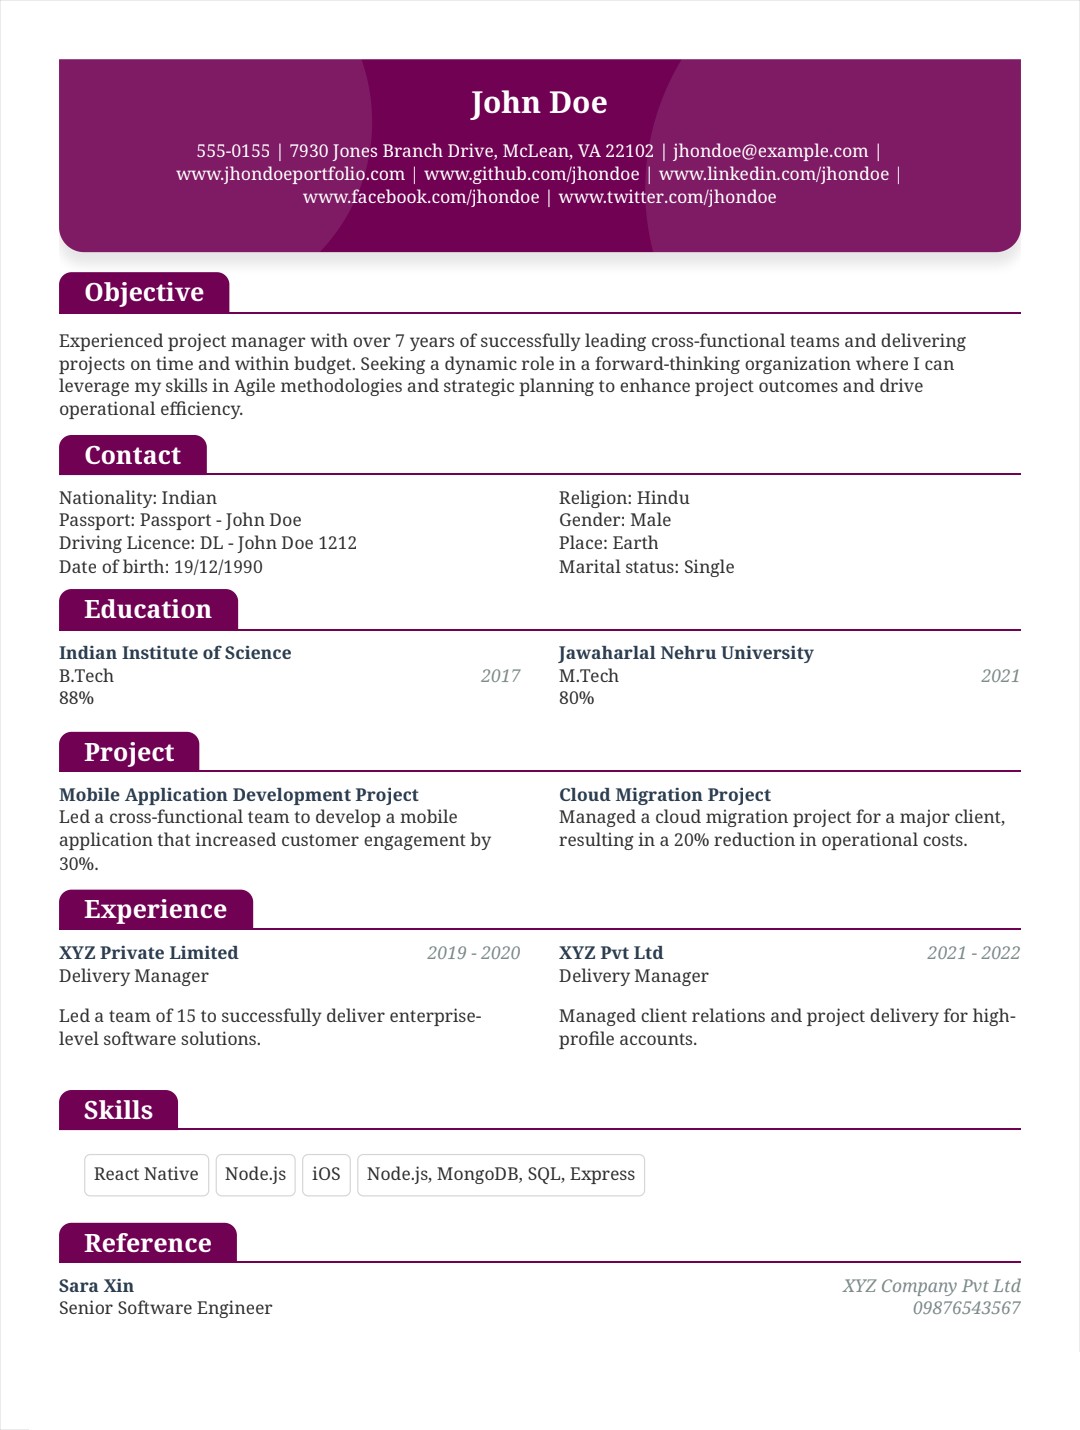 John Doe
555-0155 | 7930 Jones Branch Drive, McLean, VA 22102 | jhondoe@example.com |
www.jhondoeportfolio.com | www.github.com/jhondoe | www.linkedin.com/jhondoe |
www.facebook.com/jhondoe | www.twitter.com/jhondoe
Objective
Experienced project manager with over 7 years of successfully leading cross-functional teams and delivering
projects on time and within budget. Seeking a dynamic role in a forward-thinking organization where I can
leverage my skills in Agile methodologies and strategic planning to enhance project outcomes and drive
operational efficiency.
Contact
Nationality: Indian
Passport: Passport - John Doe
Driving Licence: DL - John Doe 1212
Date of birth: 19/12/1990
Religion: Hindu
Gender: Male
Place: Earth
Marital status: Single
Education
Indian Institute of Science
B.Tech 2017
88%
Jawaharlal Nehru University
M.Tech 2021
80%
Project
Mobile Application Development Project
Led a cross-functional team to develop a mobile
application that increased customer engagement by
30%.
Cloud Migration Project
Managed a cloud migration project for a major client,
resulting in a 20% reduction in operational costs.
Experience
XYZ Private Limited 2019 - 2020
Delivery Manager
Led a team of 15 to successfully deliver enterprise-
level software solutions.
XYZ Pvt Ltd 2021 - 2022
Delivery Manager
Managed client relations and project delivery for high-
profile accounts.
Skills
React Native Node.js iOS Node.js, MongoDB, SQL, Express
Reference
Sara Xin XYZ Company Pvt Ltd
Senior Software Engineer 09876543567